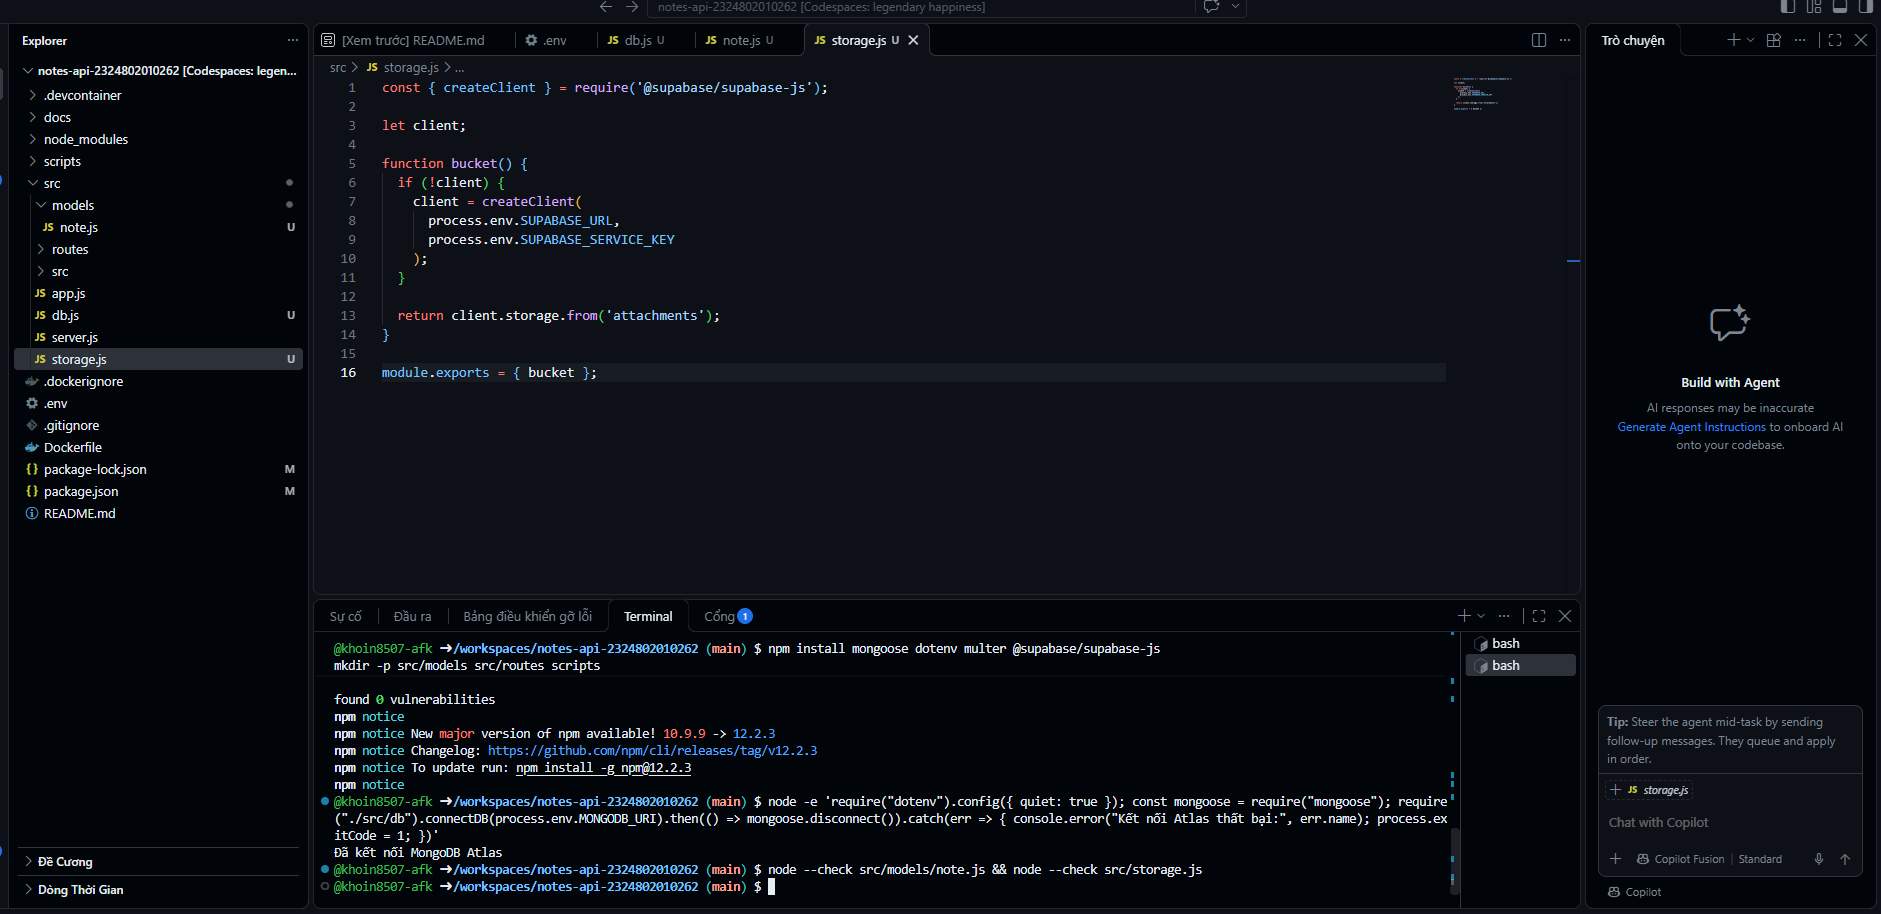 notes-api-2324802010262 [Codespaces: legendary happiness]
Explorer
notes-api-2324802010262 [Codespaces: legen...
.devcontainer
docs
node_modules
scripts
src
models
JS note.js U
routes
src
JS app.js
JS db.js U
JS server.js
JS storage.js U
.dockerignore
.env
.gitignore
Dockerfile
{} package-lock.json M
{} package.json M
README.md
Đề Cương
Dòng Thời Gian
[Xem trước] README.md
.env
JS db.js U
JS note.js U
JS storage.js U
src > JS storage.js > ...
1 const { createClient } = require('@supabase/supabase-js');
2
3 let client;
4
5 function bucket() {
6 if (!client) {
7 client = createClient(
8 process.env.SUPABASE_URL,
9 process.env.SUPABASE_SERVICE_KEY
10 );
11 }
12
13 return client.storage.from('attachments');
14 }
15
16 module.exports = { bucket };
Sự cố
Đầu ra
Bảng điều khiển gỡ lỗi
Terminal
Cổng 1
@khoin8507-afk ➜/workspaces/notes-api-2324802010262 (main) $ npm install mongoose dotenv multer @supabase/supabase-js
mkdir -p src/models src/routes scripts
found 0 vulnerabilities
npm notice
npm notice New major version of npm available! 10.9.9 -> 12.2.3
npm notice Changelog: https://github.com/npm/cli/releases/tag/v12.2.3
npm notice To update run: npm install -g npm@12.2.3
npm notice
@khoin8507-afk ➜/workspaces/notes-api-2324802010262 (main) $ node -e 'require("dotenv").config({ quiet: true }); const mongoose = require("mongoose"); require
("./src/db").connectDB(process.env.MONGODB_URI).then(() => mongoose.disconnect()).catch(err => { console.error("Kết nối Atlas thất bại:", err.name); process.ex
itCode = 1; })'
Đã kết nối MongoDB Atlas
@khoin8507-afk ➜/workspaces/notes-api-2324802010262 (main) $ node --check src/models/note.js && node --check src/storage.js
@khoin8507-afk ➜/workspaces/notes-api-2324802010262 (main) $
bash
bash
Trò chuyện
Build with Agent
AI responses may be inaccurate
Generate Agent Instructions to onboard AI
onto your codebase.
Tip: Steer the agent mid-task by sending
follow-up messages. They queue and apply
in order.
JS storage.js
Chat with Copilot
Copilot Fusion
Standard
Copilot